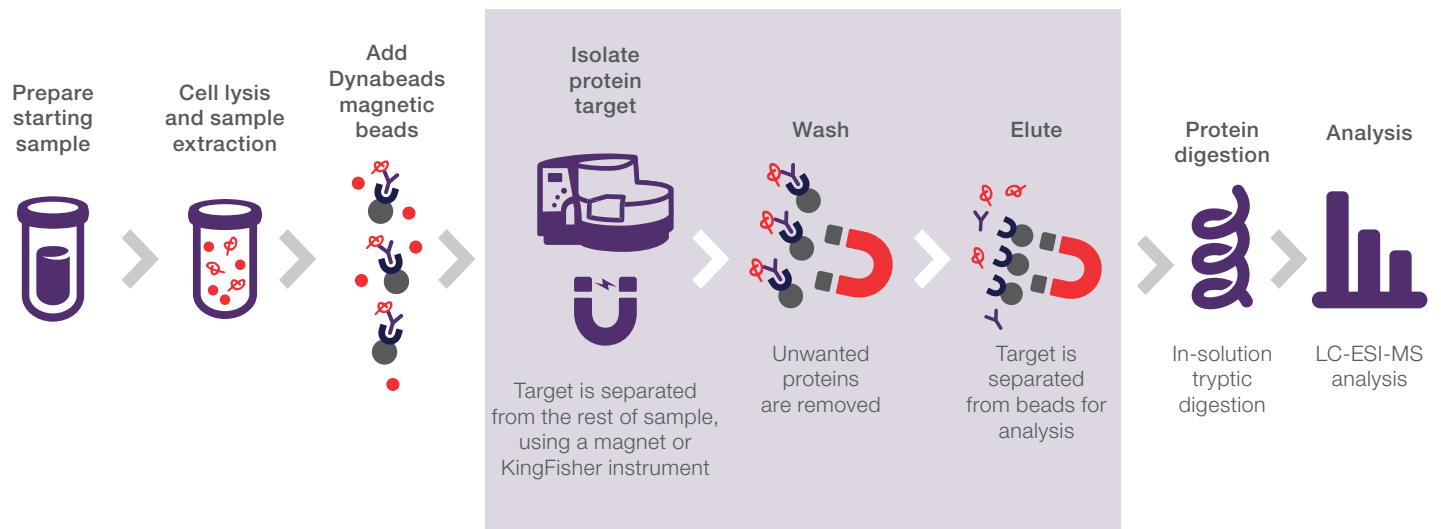 Prepare
starting
sample
Cell lysis
and sample
extraction
Add
Dynabeads
magnetic
beads
Isolate
protein
target
Target is separated
from the rest of sample,
using a magnet or
KingFisher instrument
Wash
Unwanted
proteins
are removed
Elute
Target is
separated
from beads for
analysis
Protein
digestion
In-solution
tryptic
digestion
Analysis
LC-ESI-MS
analysis